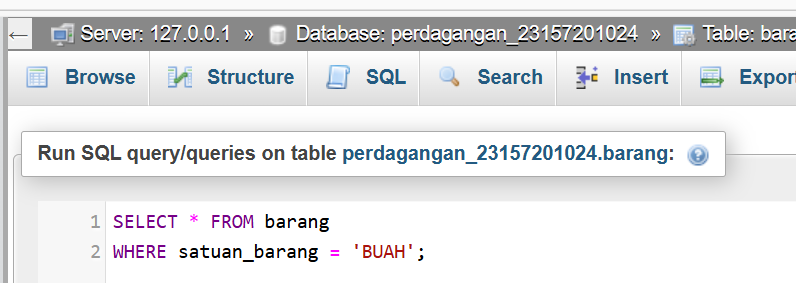 Server: 127.0.0.1 » Database: perdagangan_23157201024 » Table: bara
Browse Structure SQL Search Insert Export
Run SQL query/queries on table perdagangan_23157201024.barang:
1 SELECT * FROM barang
2 WHERE satuan_barang = 'BUAH';